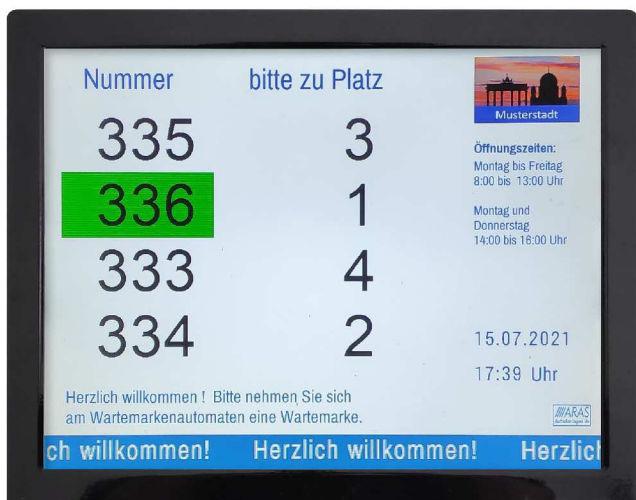 Nummer bitte zu Platz
335 3
336 1
333 4
334 2
Herzlich willkommen ! Bitte nehmen Sie sich
am Wartemarkenautomaten eine Wartemarke.
Musterstadt
Öffnungszeiten:
Montag bis Freitag
8:00 bis 13:00 Uhr
Montag und
Donnerstag
14:00 bis 16:00 Uhr
15.07.2021
17:39 Uhr
ARAS
ch willkommen! Herzlich willkommen! Herzlich